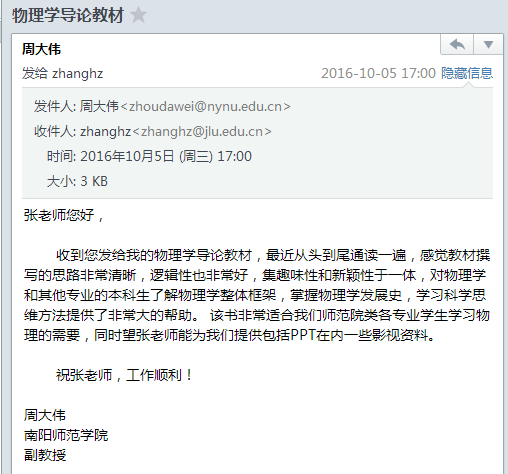 物理学导论教材
周大伟
发给 zhanghz 2016-10-05 17:00 隐藏信息
发件人: 周大伟<zhoudawei@nynu.edu.cn>
收件人: zhanghz<zhanghz@jlu.edu.cn>
时间: 2016年10月5日 (周三) 17:00
大小: 3 KB
张老师您好，
收到您发给我的物理学导论教材，最近从头到尾通读一遍，感觉教材撰
写的思路非常清晰，逻辑性也非常好，集趣味性和新颖性于一体，对物理学
和其他专业的本科生了解物理学整体框架，掌握物理学发展史，学习科学思
维方法提供了非常大的帮助。 该书非常适合我们师范院类各专业学生学习物
理的需要，同时望张老师能为我们提供包括PPT在内一些影视资料。
祝张老师，工作顺利！
周大伟
南阳师范学院
副教授